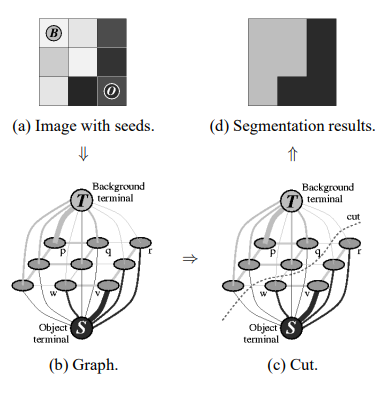 B
O
(a) Image with seeds.
(d) Segmentation results.
⇓
⇑
Background
terminal
T
p
q
r
w
v
Object
terminal
S
(b) Graph.
⇒
Background
terminal
T
cut
p
q
r
w
v
Object
terminal
S
(c) Cut.